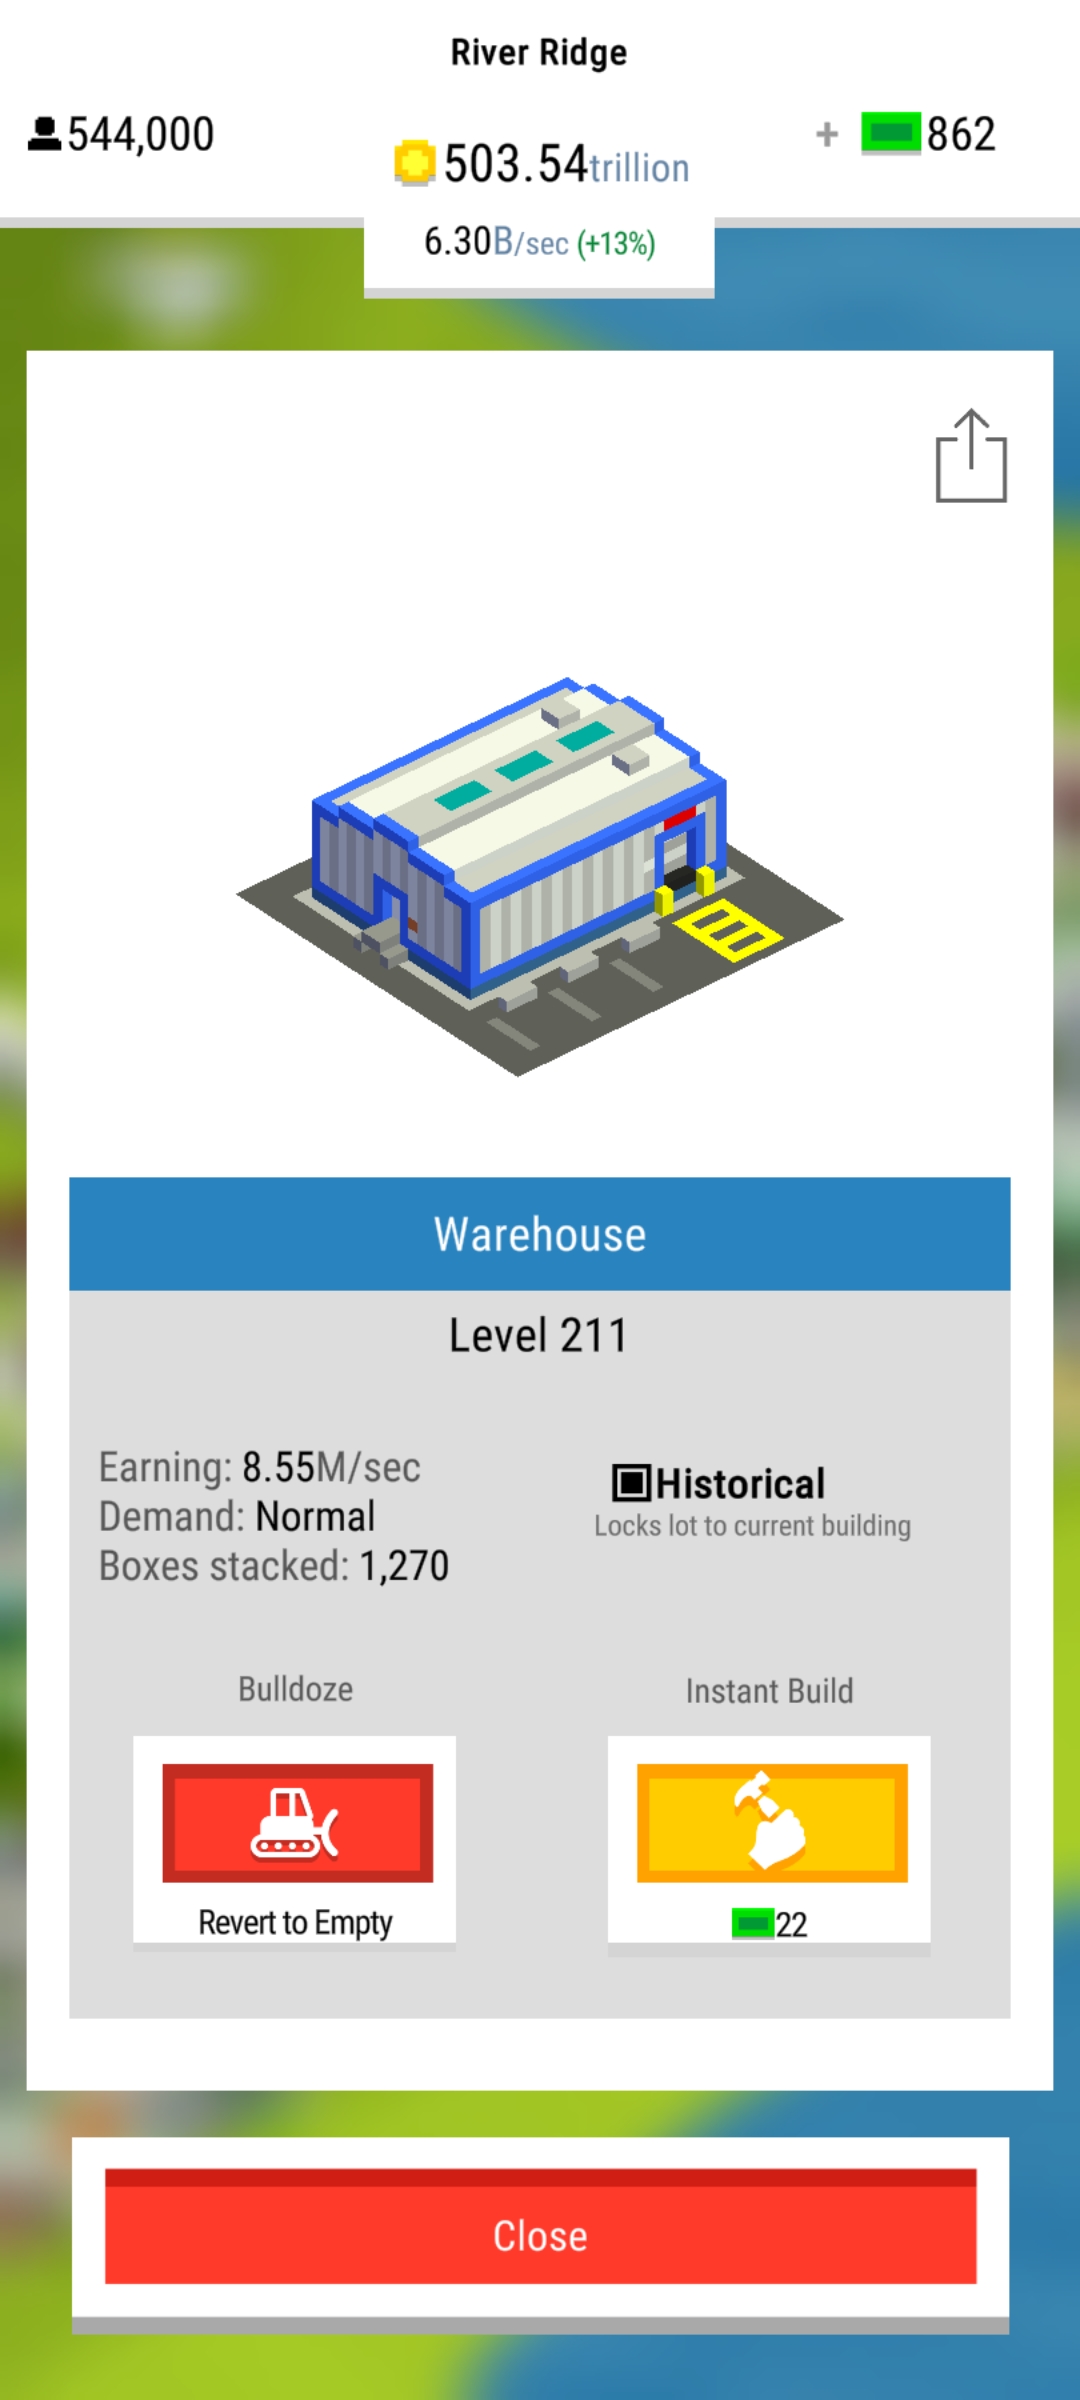 River Ridge
544,000
503.54trillion
+ 862
6.30B/sec (+13%)
Warehouse
Level 211
Earning: 8.55M/sec
Demand: Normal
Boxes stacked: 1,270
Historical
Locks lot to current building
Bulldoze
Instant Build
Revert to Empty
22
Close